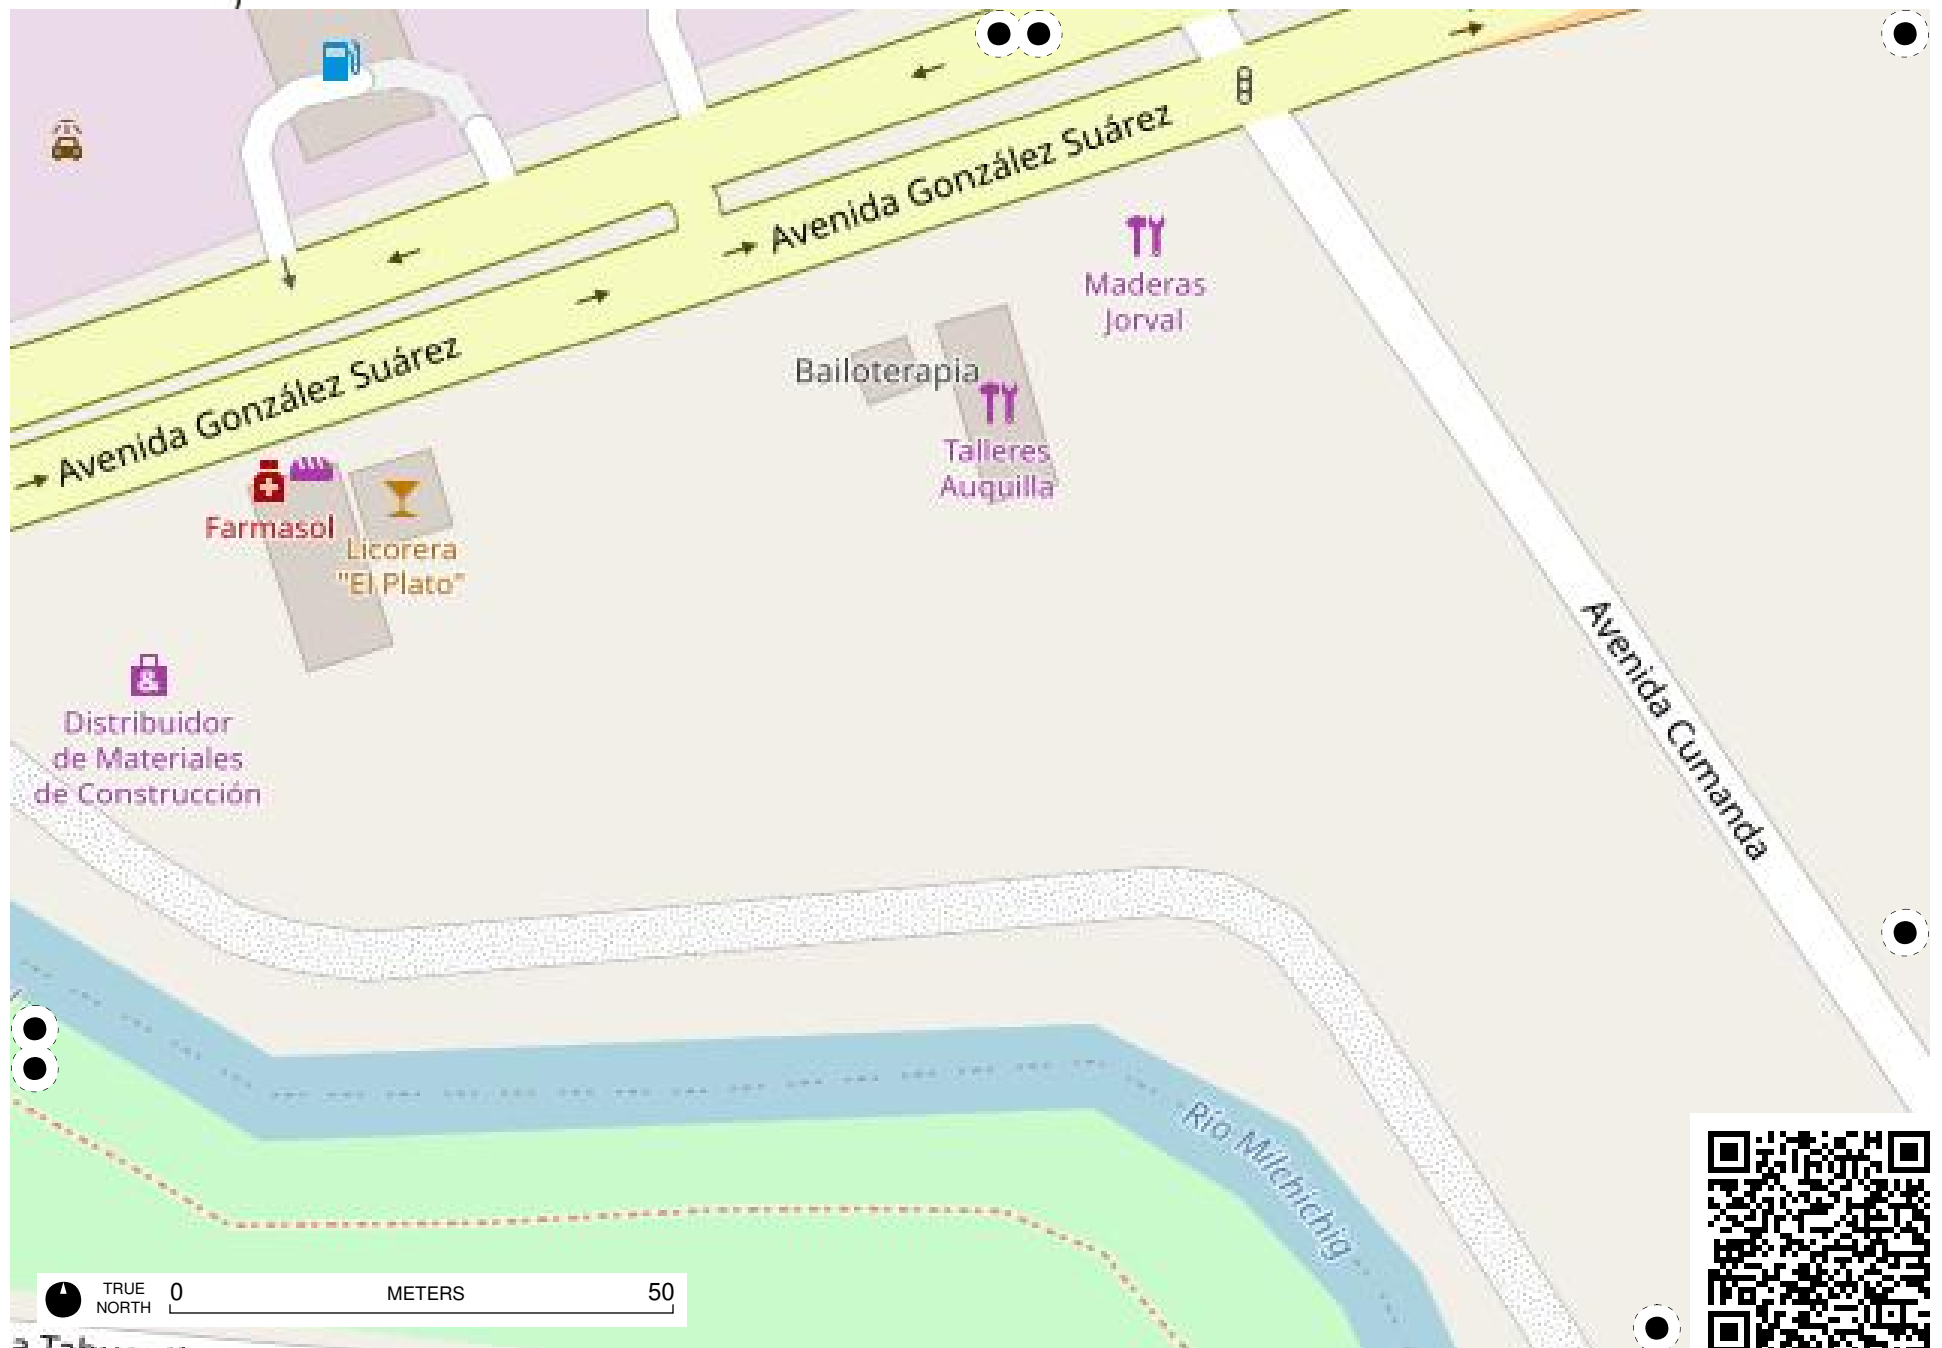 Avenida González Suárez
Maderas
Jorval
Avenida González Suárez
Bailoterapia
Talleres
Auquilla
Farmasol
Licorera
"El Plato"
Avenida Cumanda
Distribuidor
de Materiales
de Construcción
Río Milchichig
TRUE
NORTH
0 METERS 50